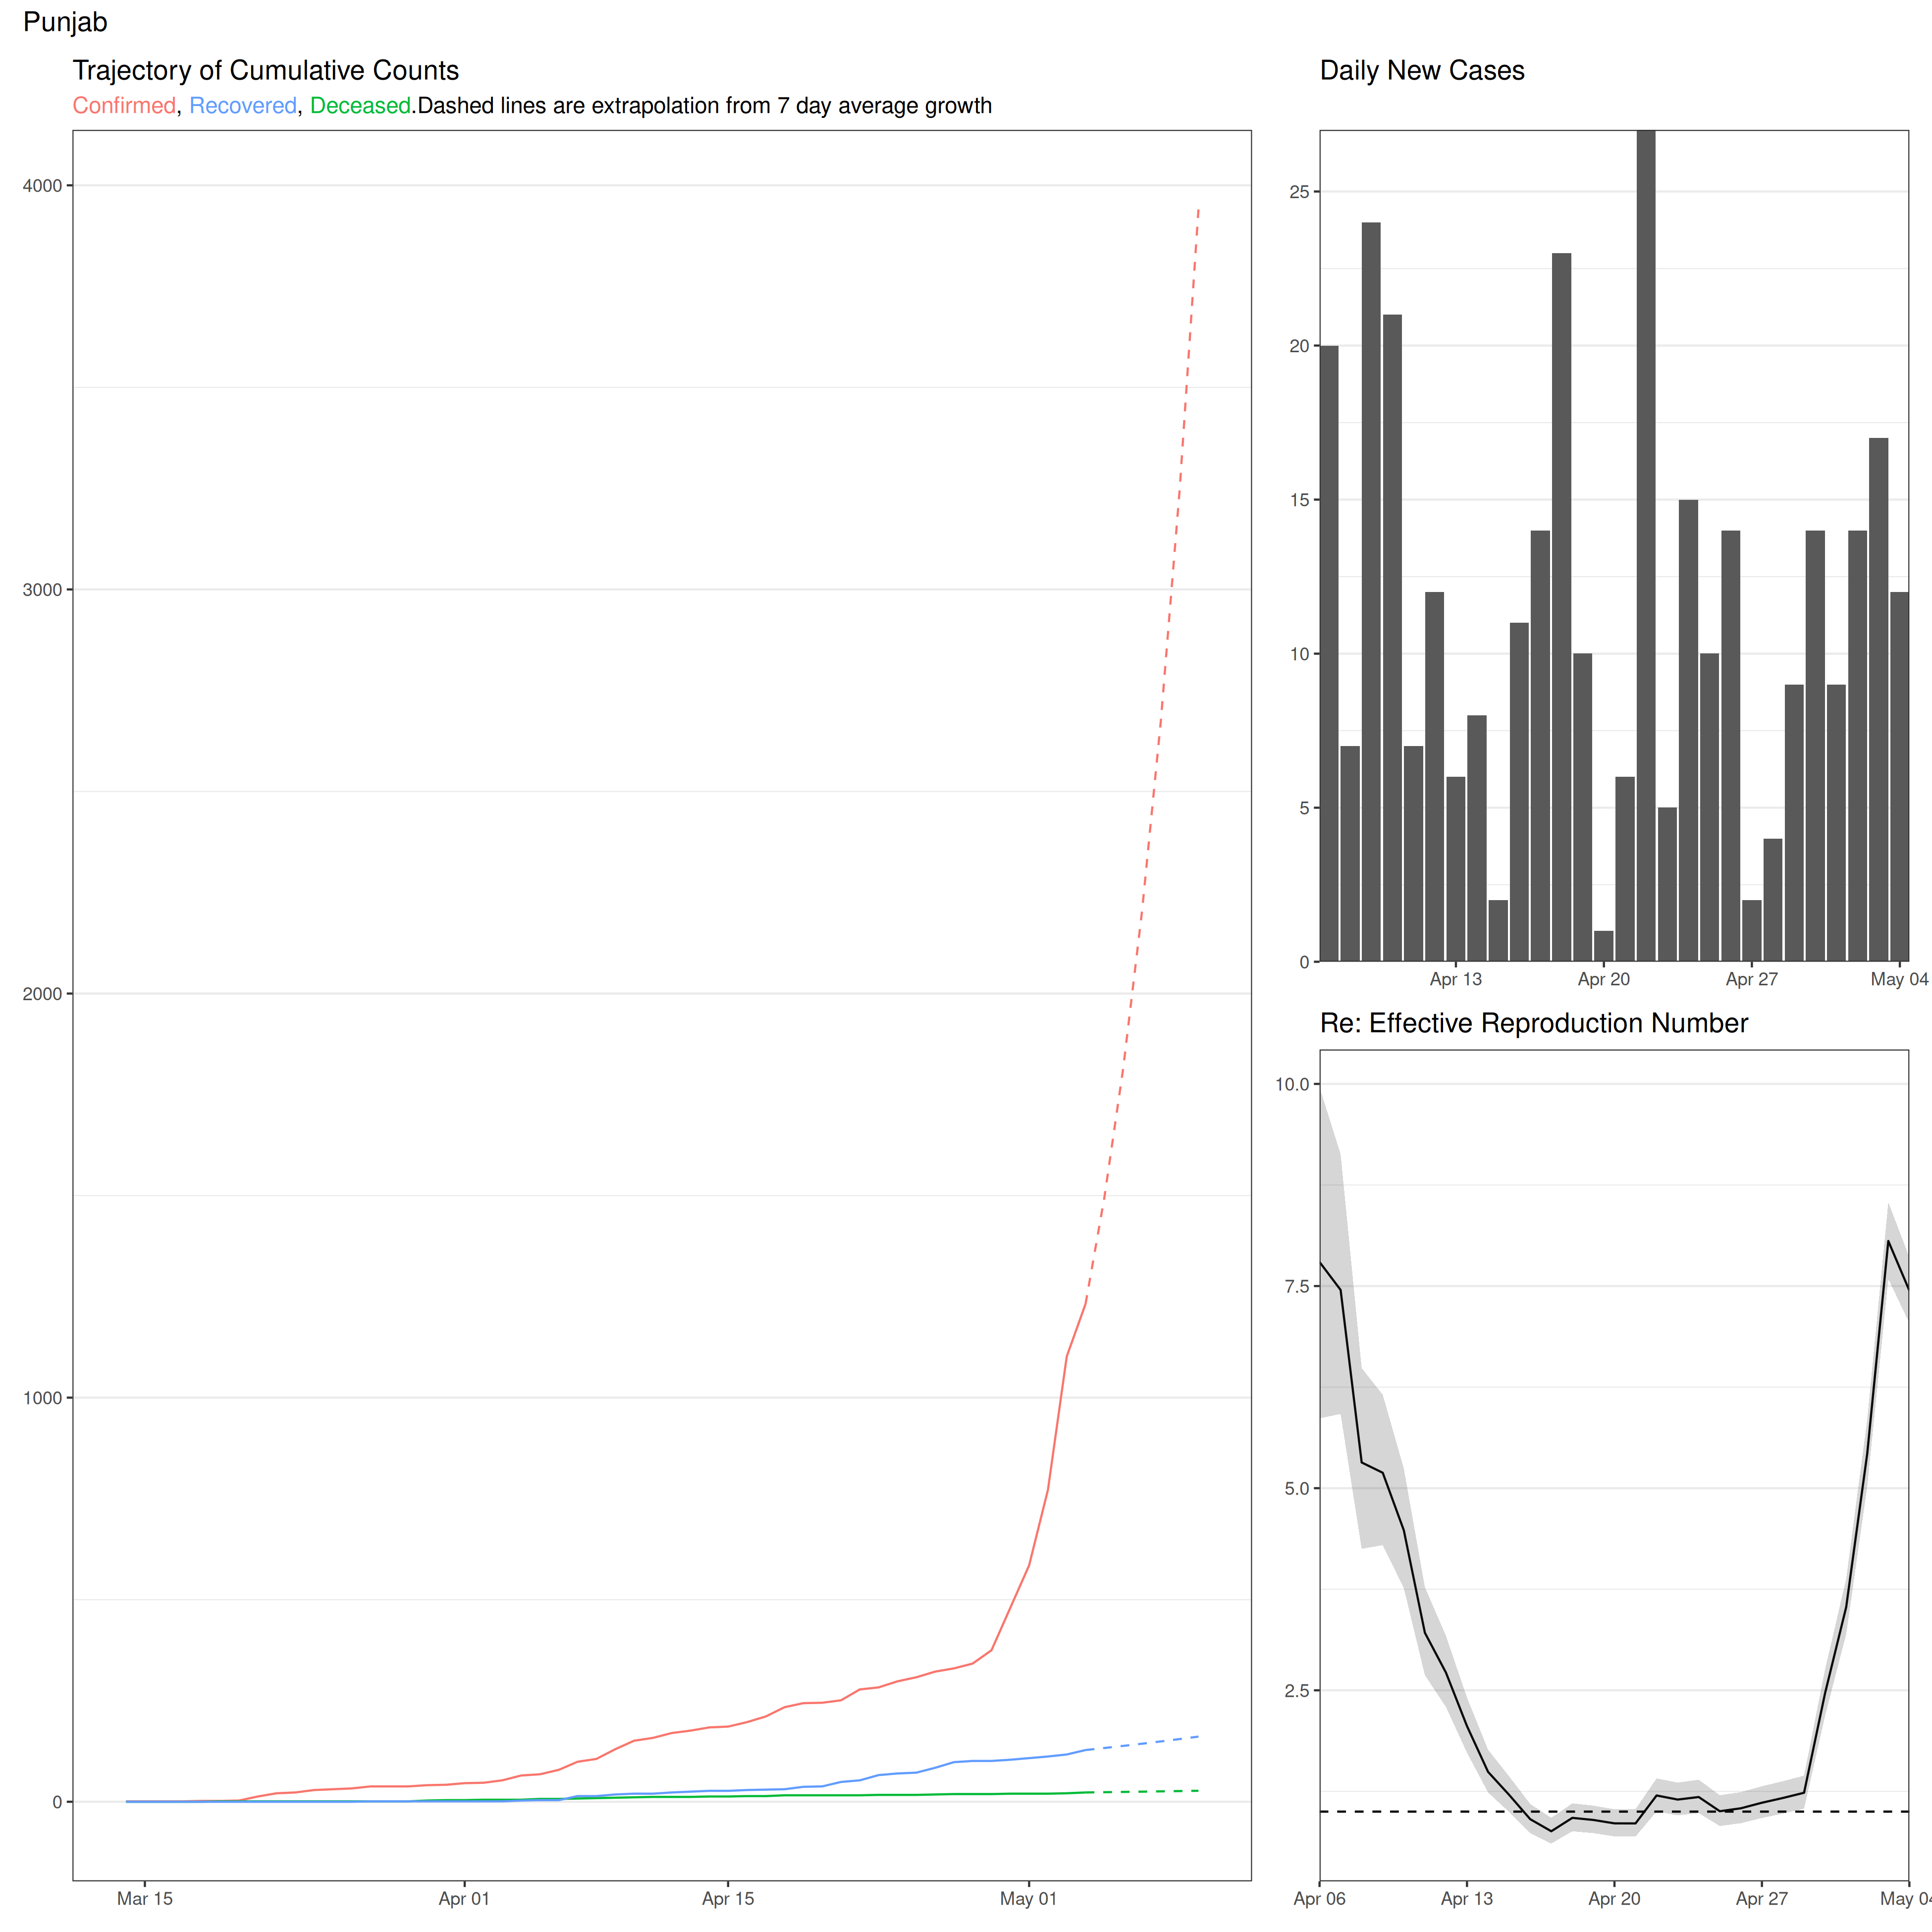 Punjab
Trajectory of Cumulative Counts
Confirmed, Recovered, Deceased.Dashed lines are extrapolation from 7 day average growth
4000
3000
2000
1000
0
Mar 15 Apr 01 Apr 15 May 01
Daily New Cases
25
20
15
10
5
0
Apr 13 Apr 20 Apr 27 May 04
Re: Effective Reproduction Number
10.0
7.5
5.0
2.5
Apr 06 Apr 13 Apr 20 Apr 27 May 04